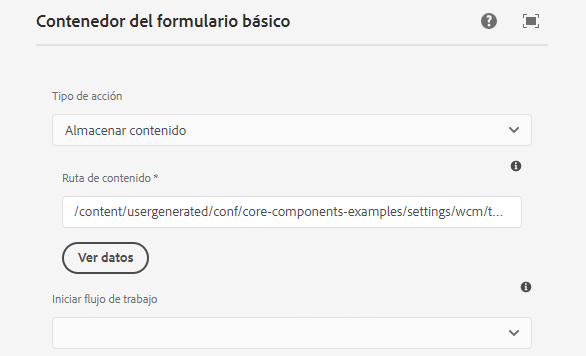 Contenedor del formulario básico
Tipo de acción
Almacenar contenido
Ruta de contenido *
/content/usergenerated/conf/core-components-examples/settings/wcm/t...
Ver datos
Iniciar flujo de trabajo